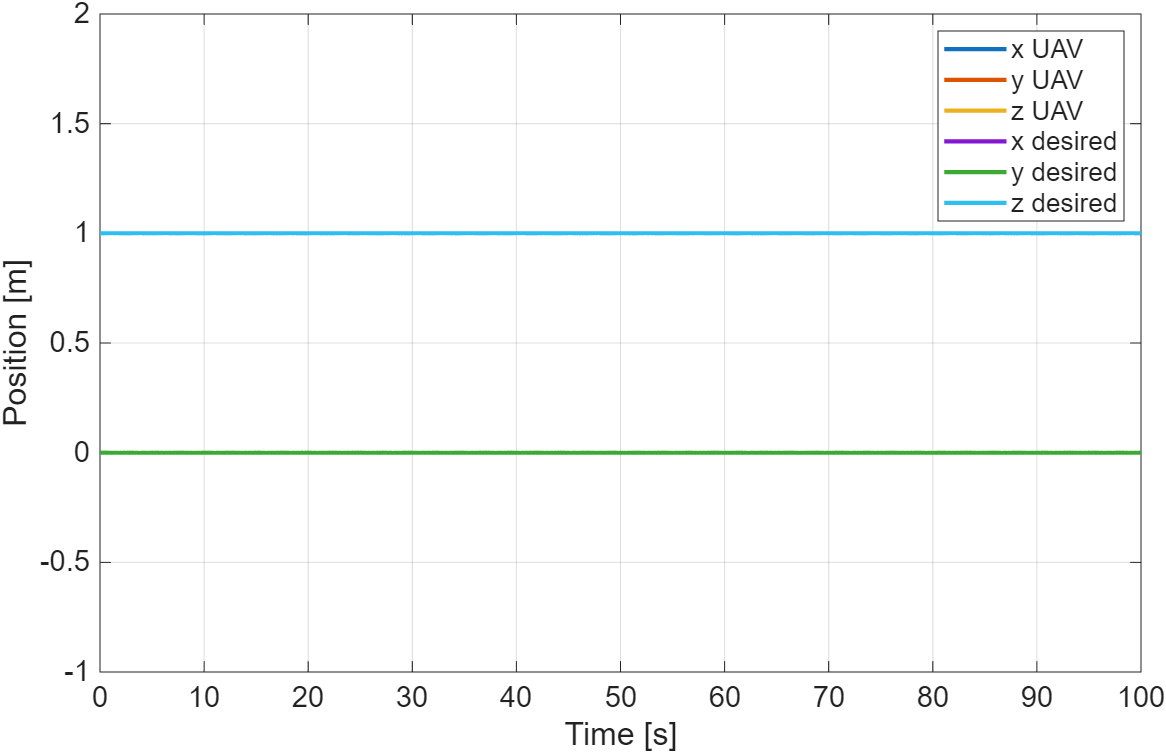 2
1.5
1
0.5
0
-0.5
-1
Position [m]
x UAV
y UAV
z UAV
x desired
y desired
z desired
0 10 20 30 40 50 60 70 80 90 100
Time [s]